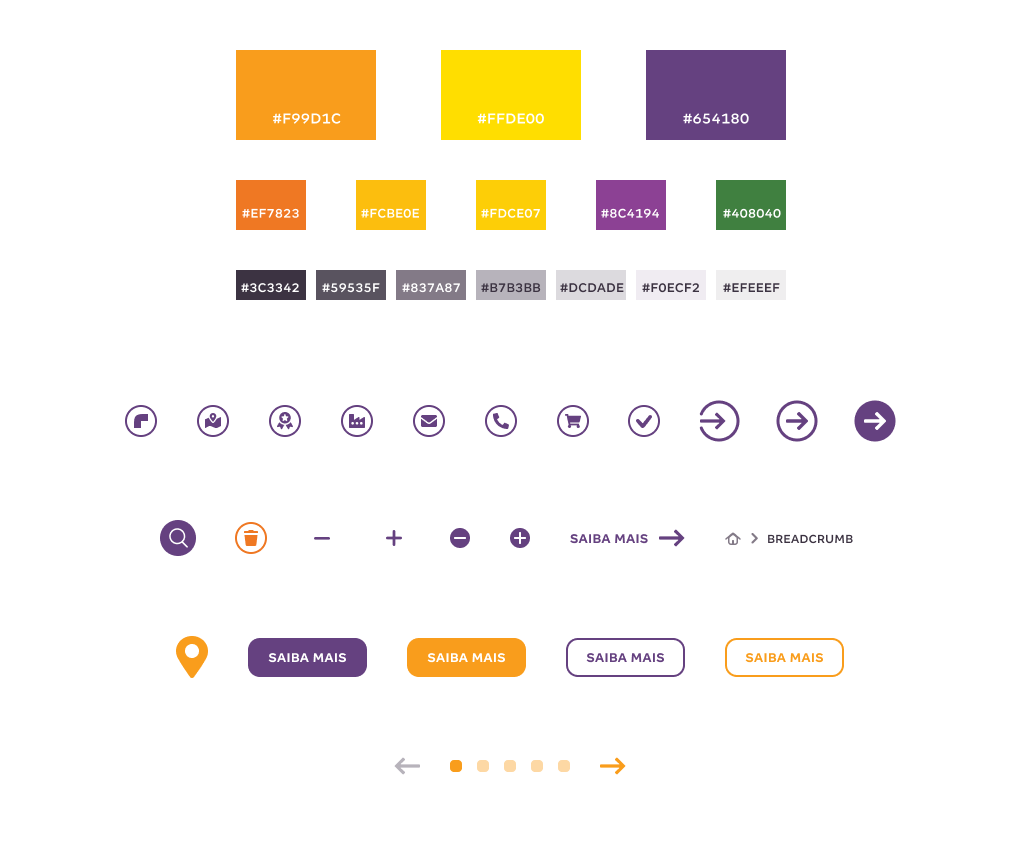 #F99D1C
#FFDE00
#654180
#EF7823
#FCBE0E
#FDCE07
#8C4194
#408040
#3C3342
#59535F
#837A87
#B7B3BB
#DCDADE
#F0ECF2
#EFEEEF
SAIBA MAIS
BREADCRUMB
SAIBA MAIS
SAIBA MAIS
SAIBA MAIS
SAIBA MAIS